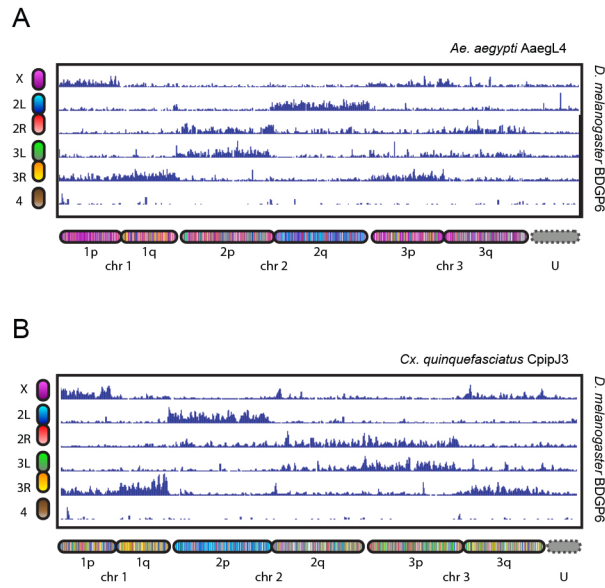 A
Ae. aegypti AaegL4
X
2L
2R
3L
3R
4
D. melanogaster BDGP6
1p 1q 2p 2q 3p 3q
chr 1 chr 2 chr 3 U
B
Cx. quinquefasciatus CpipJ3
X
2L
2R
3L
3R
4
D. melanogaster BDGP6
1p 1q 2p 2q 3p 3q
chr 1 chr 2 chr 3 U